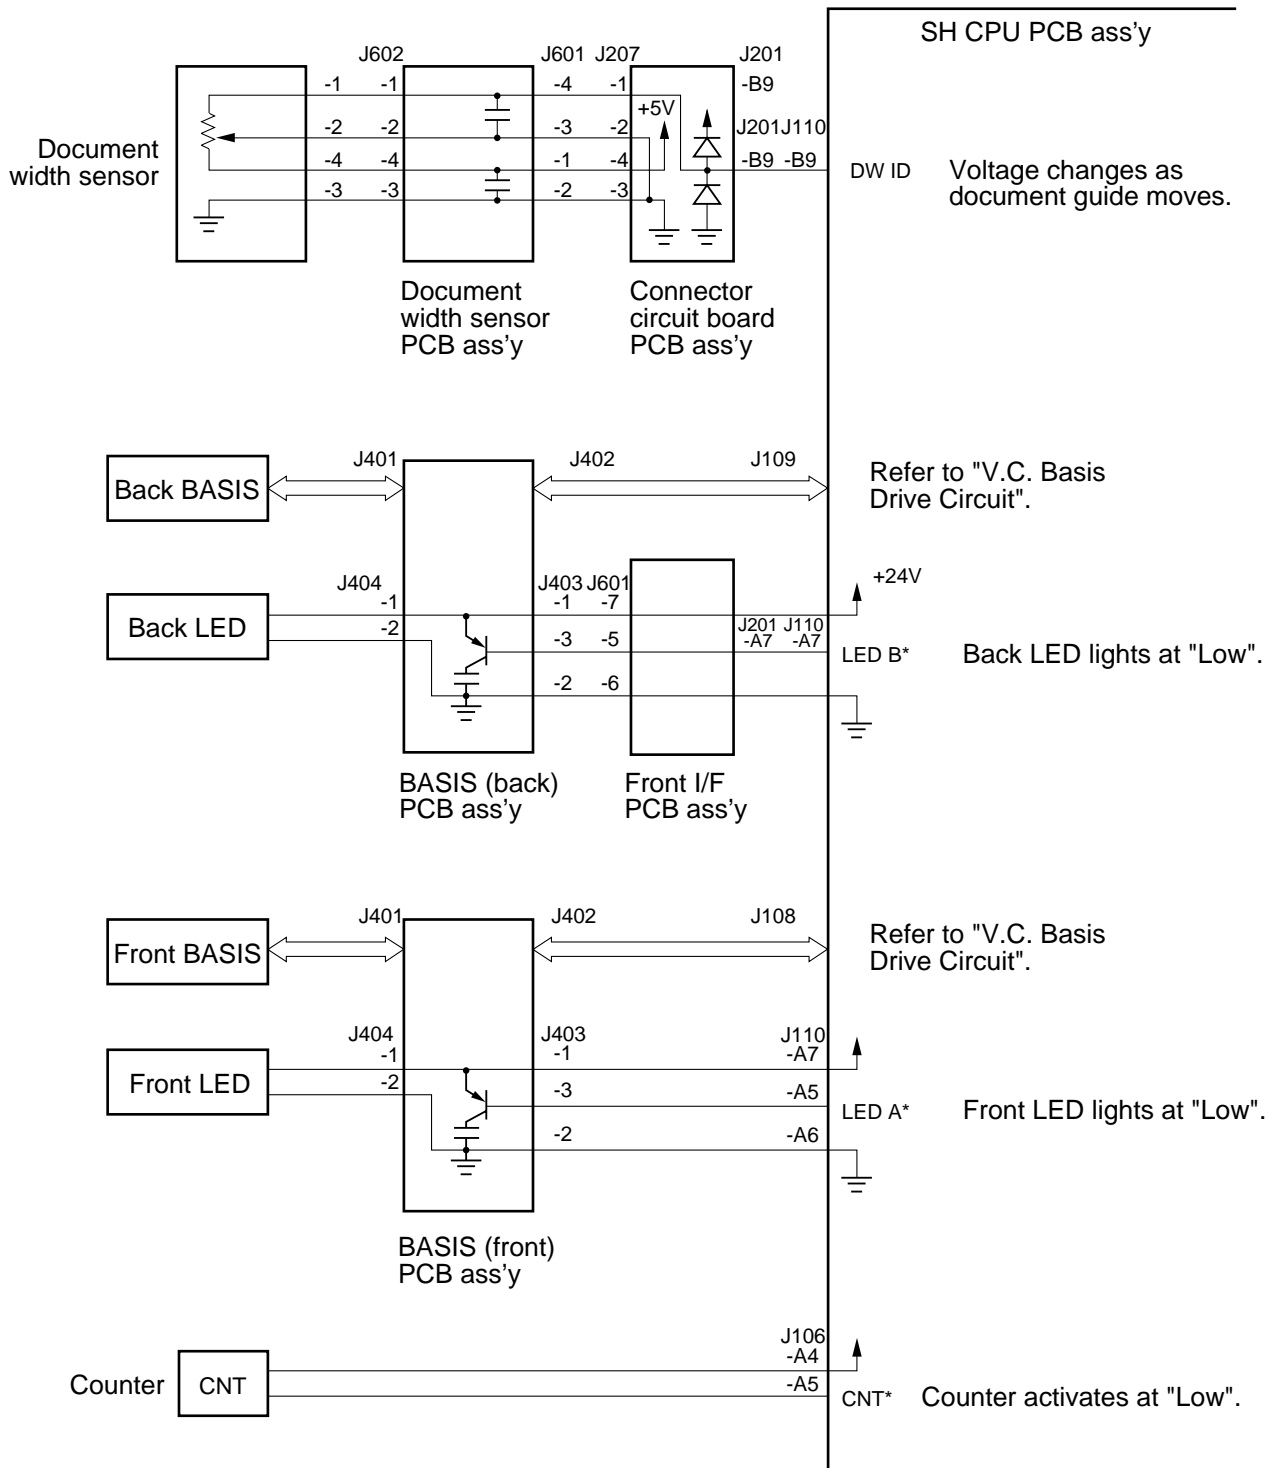 SH CPU PCB ass'y
J602 J601 J207 J201
-1 -1 -4 -1 -B9
+5V
-2 -2 -3 -2 J201 J110
-4 -4 -1 -4 -B9 -B9
-3 -3 -2 -3
Document
width sensor
DW ID
Voltage changes as
document guide moves.
Document
width sensor
PCB ass'y
Connector
circuit board
PCB ass'y
J401 J402 J109
Back BASIS
Refer to "V.C. Basis
Drive Circuit".
+24V
J404 J403 J601
-1 -1 -7
Back LED
-2 -3 -5
J201 J110
-A7 -A7
LED B*
Back LED lights at "Low".
-2 -6
BASIS (back)
PCB ass'y
Front I/F
PCB ass'y
J401 J402 J108
Front BASIS
Refer to "V.C. Basis
Drive Circuit".
J404 J403 J110
-1 -1 -A7
Front LED
-2 -3 -A5
LED A*
Front LED lights at "Low".
-2 -A6
BASIS (front)
PCB ass'y
J106
-A4
Counter
CNT
-A5
CNT*
Counter activates at "Low".